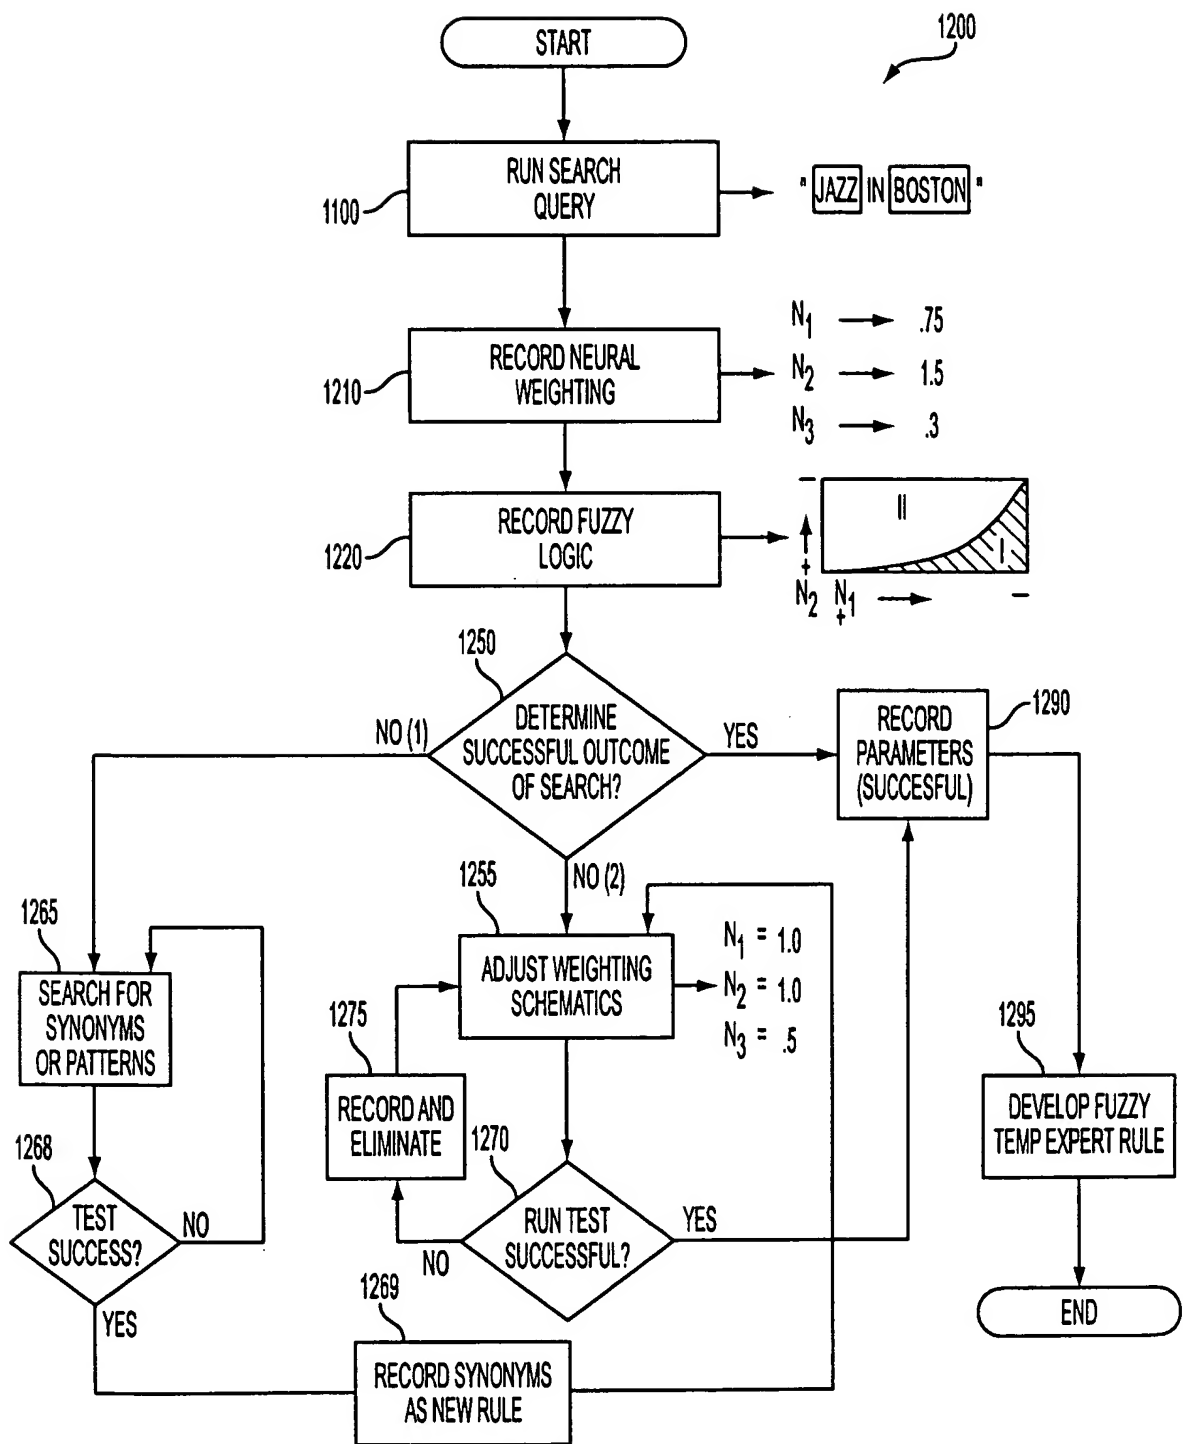 START
1200
RUN SEARCH
QUERY
1100
" JAZZ IN BOSTON "
RECORD NEURAL
WEIGHTING
1210
N1 → .75
N2 → 1.5
N3 → .3
RECORD FUZZY
LOGIC
1220
II
I
–
+
N2 N1 → –
+
1250
DETERMINE
SUCCESSFUL OUTCOME
OF SEARCH?
NO (1)
YES
NO (2)
RECORD
PARAMETERS
(SUCCESFUL)
1290
1265
SEARCH FOR
SYNONYMS
OR PATTERNS
1255
ADJUST WEIGHTING
SCHEMATICS
N1 = 1.0
N2 = 1.0
N3 = .5
1275
RECORD AND
ELIMINATE
1295
DEVELOP FUZZY
TEMP EXPERT RULE
1268
TEST
SUCCESS?
NO
YES
1270
RUN TEST
SUCCESSFUL?
NO
YES
1269
RECORD SYNONYMS
AS NEW RULE
END